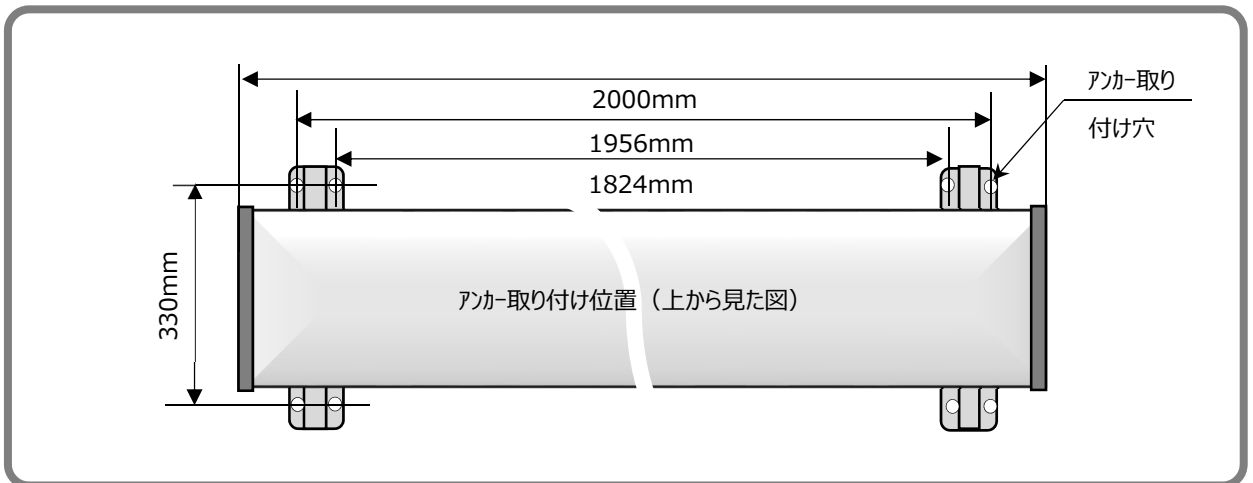 2000mm
1956mm
1824mm
ｱﾝｶｰ取り
付け穴
330mm
ｱﾝｶｰ取り付け位置（上から見た図）